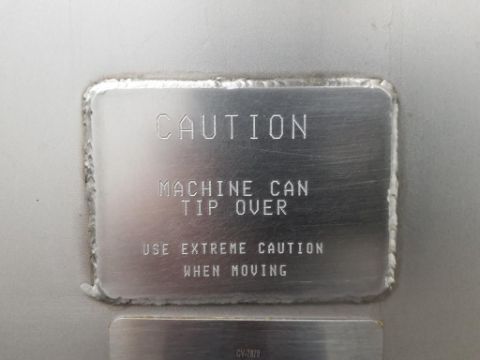 CAUTION
MACHINE CAN
TIP OVER
USE EXTREME CAUTION
WHEN MOVING